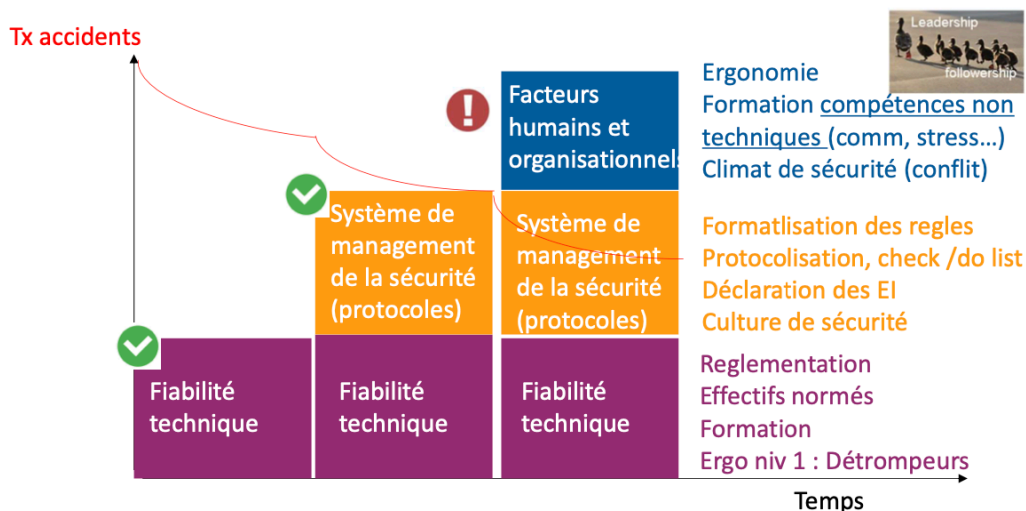 Tx accidents
Leadership
followership
Facteurs
humains et
organisationnels
Ergonomie
Formation compétences non
techniques (comm, stress…)
Climat de sécurité (conflit)
Système de
management
de la sécurité
(protocoles)
Système de
management
de la sécurité
(protocoles)
Formatlisation des regles
Protocolisation, check /do list
Déclaration des EI
Culture de sécurité
Fiabilité
technique
Fiabilité
technique
Fiabilité
technique
Reglementation
Effectifs normés
Formation
Ergo niv 1 : Détrompeurs
Temps